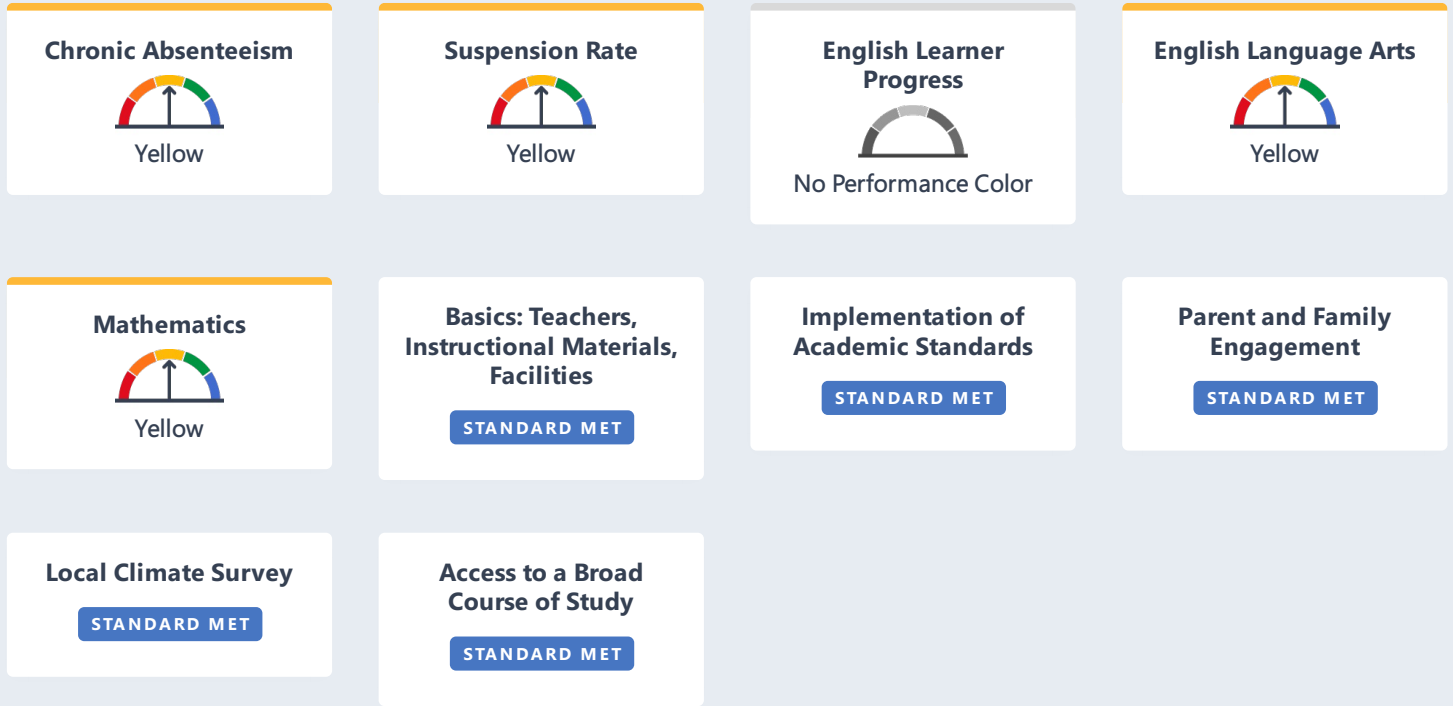 Chronic Absenteeism
Yellow
Suspension Rate
Yellow
English Learner
Progress
No Performance Color
English Language Arts
Yellow
Mathematics
Yellow
Basics: Teachers,
Instructional Materials,
Facilities
STANDARD MET
Implementation of
Academic Standards
STANDARD MET
Parent and Family
Engagement
STANDARD MET
Local Climate Survey
STANDARD MET
Access to a Broad
Course of Study
STANDARD MET